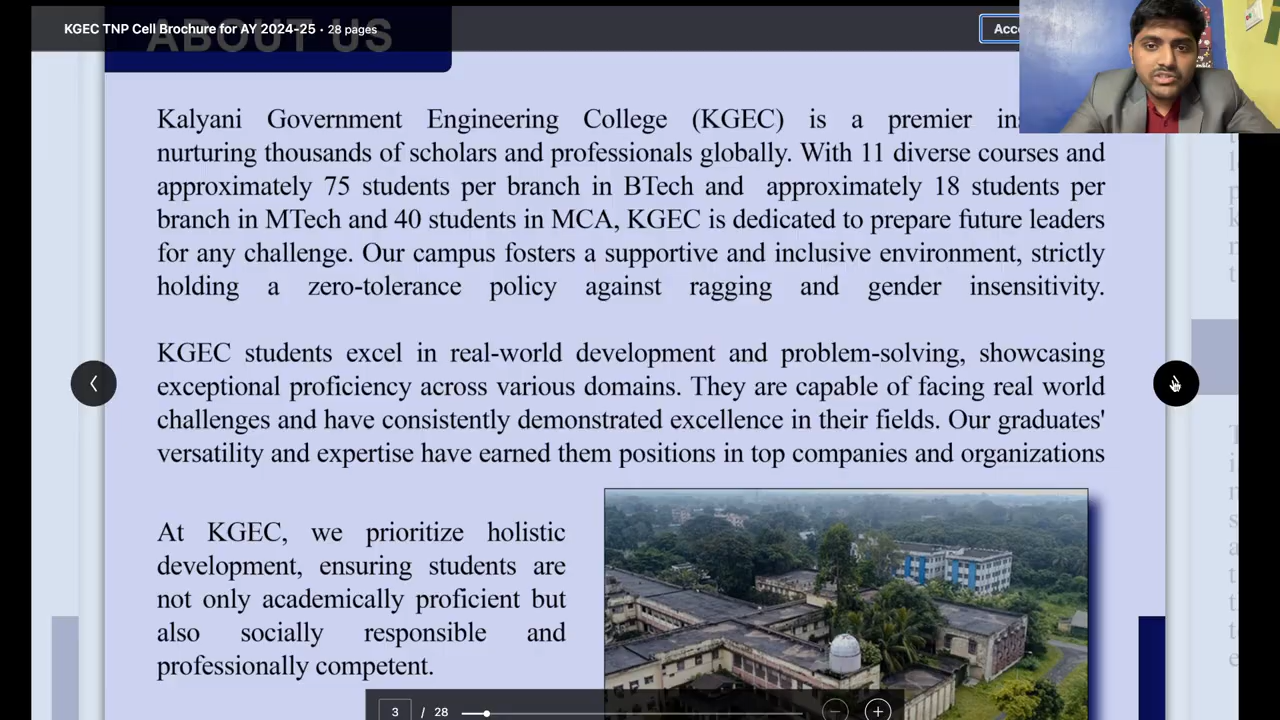 KGEC TNP Cell Brochure for AY 2024-25 • 28 pages
ABOUT US
Kalyani Government Engineering College (KGEC) is a premier
nurturing thousands of scholars and professionals globally. With 11 diverse courses and
approximately 75 students per branch in BTech and approximately 18 students per
branch in MTech and 40 students in MCA, KGEC is dedicated to prepare future leaders
for any challenge. Our campus fosters a supportive and inclusive environment, strictly
holding a zero-tolerance policy against ragging and gender insensitivity.
KGEC students excel in real-world development and problem-solving, showcasing
exceptional proficiency across various domains. They are capable of facing real world
challenges and have consistently demonstrated excellence in their fields. Our graduates'
versatility and expertise have earned them positions in top companies and organizations
At KGEC, we prioritize holistic
development, ensuring students are
not only academically proficient but
also socially responsible and
professionally competent.
3 / 28